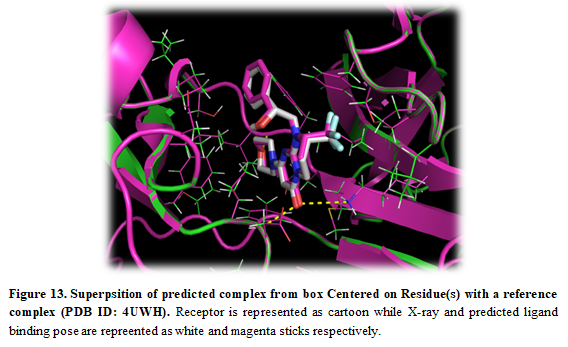 Figure 13. Superpsition of predicted complex from box Centered on Residue(s) with a reference
complex (PDB ID: 4UWH). Receptor is represented as cartoon while X-ray and predicted ligand
binding pose are repreented as white and magenta sticks respectively.